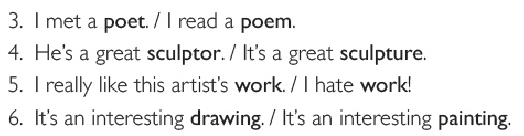 3. I met a poet. / I read a poem.
4. He's a great sculptor. / It's a great sculpture.
5. I really like this artist's work. / I hate work!
6. It's an interesting drawing. / It's an interesting painting.